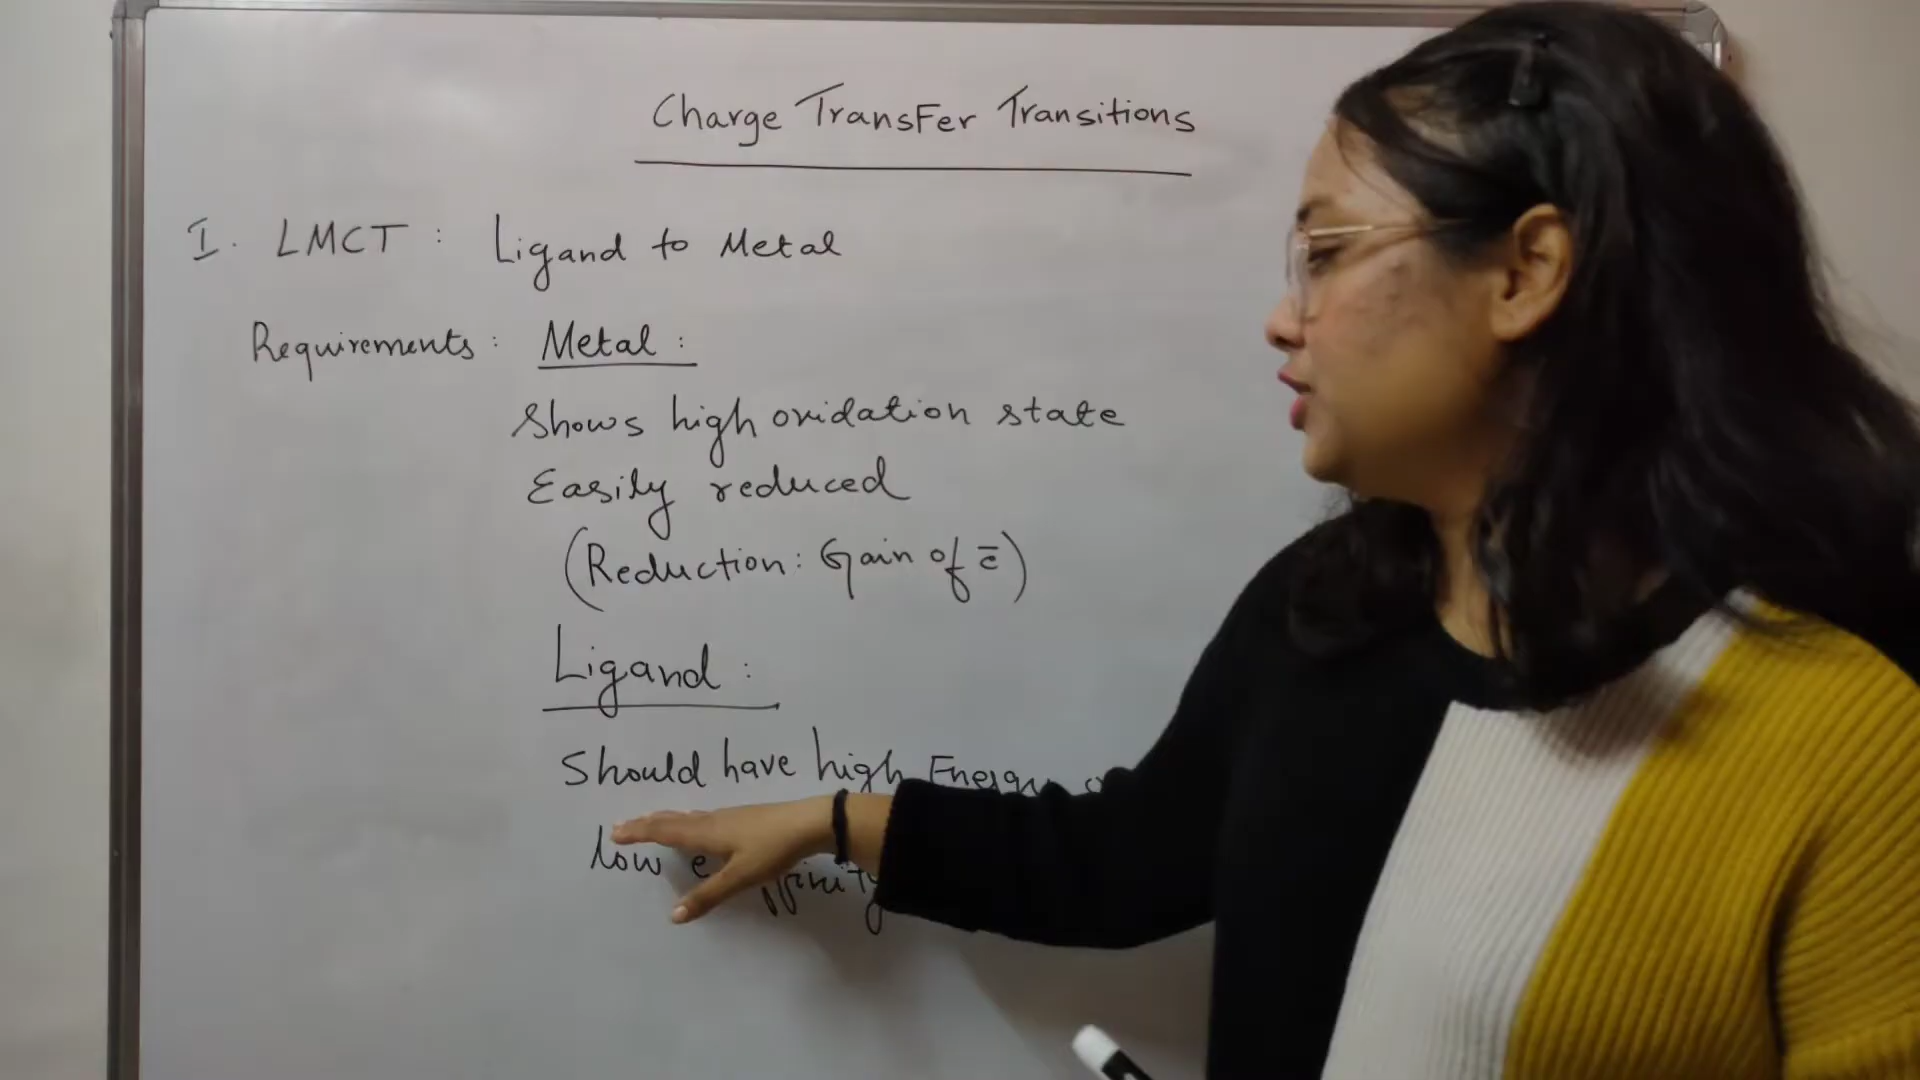 Charge Transfer Transitions
I. LMCT: Ligand to Metal
Requirements: Metal:
Shows high oxidation state
Easily reduced
(Reduction: Gain of ē)
Ligand:
Should have high Energy
low